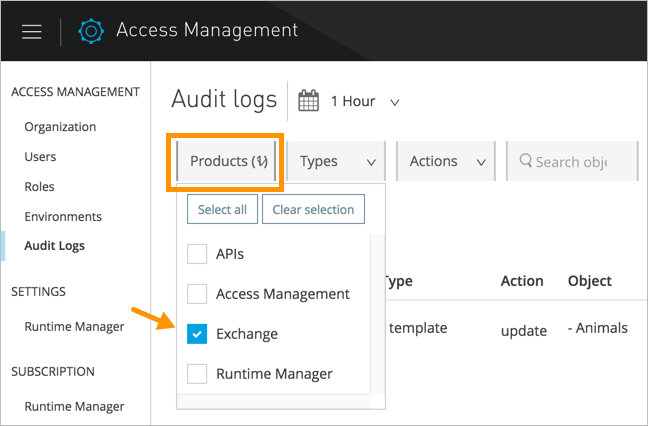 Access Management
ACCESS MANAGEMENT
Organization
Users
Roles
Environments
Audit Logs
SETTINGS
Runtime Manager
SUBSCRIPTION
Runtime Manager
Audit logs
1 Hour
Products (1)
Types
Actions
Search obje
Select all
Clear selection
APIs
Access Management
Exchange
Runtime Manager
Type
Action
Object
template
update
- Animals